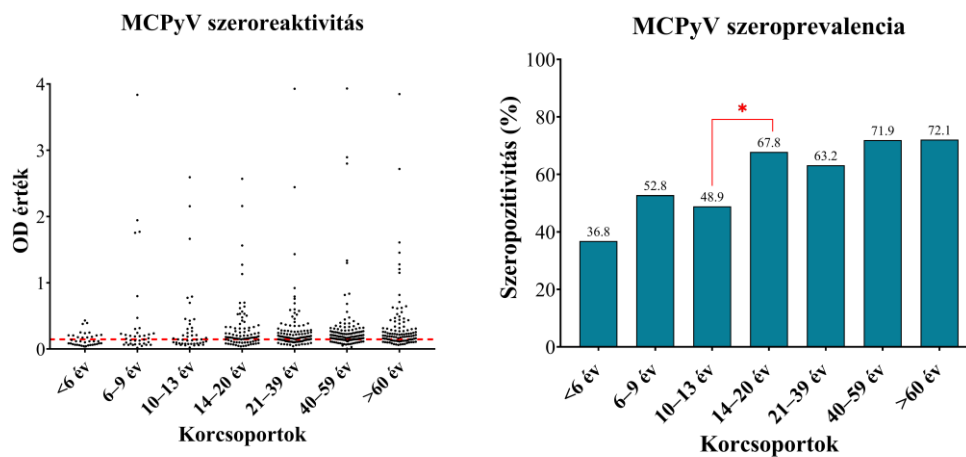 MCPyV szeroreaktivitás
OD érték
4
3
2
1
0
<6 év
6–9 év
10–13 év
14–20 év
21–39 év
40–59 év
>60 év
Korcsoportok
MCPyV szeroprevalencia
Szeropozitivitás (%)
100
80
60
40
20
0
36.8
52.8
48.9
*
67.8
63.2
71.9
72.1
<6 év
6–9 év
10–13 év
14–20 év
21–39 év
40–59 év
>60 év
Korcsoportok